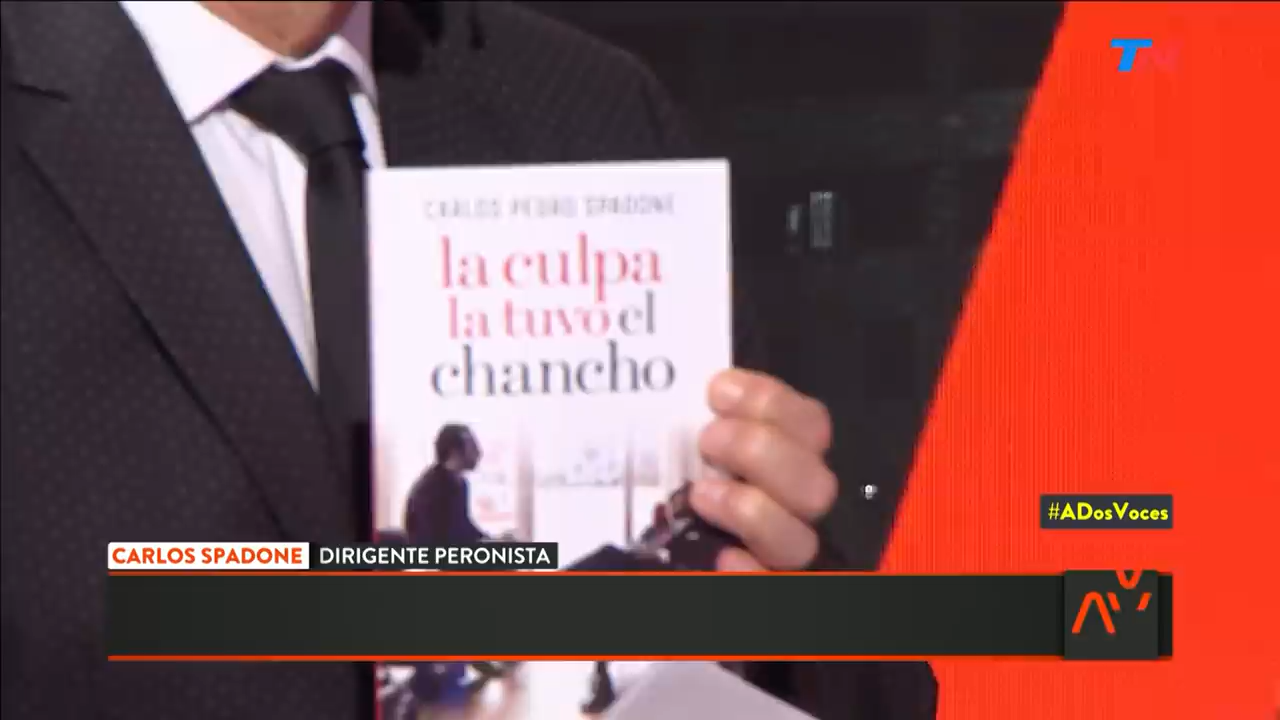 TN
CARLOS PEDRO SPADONE
la culpa
la tuvo el
chancho
#ADosVoces
CARLOS SPADONE DIRIGENTE PERONISTA